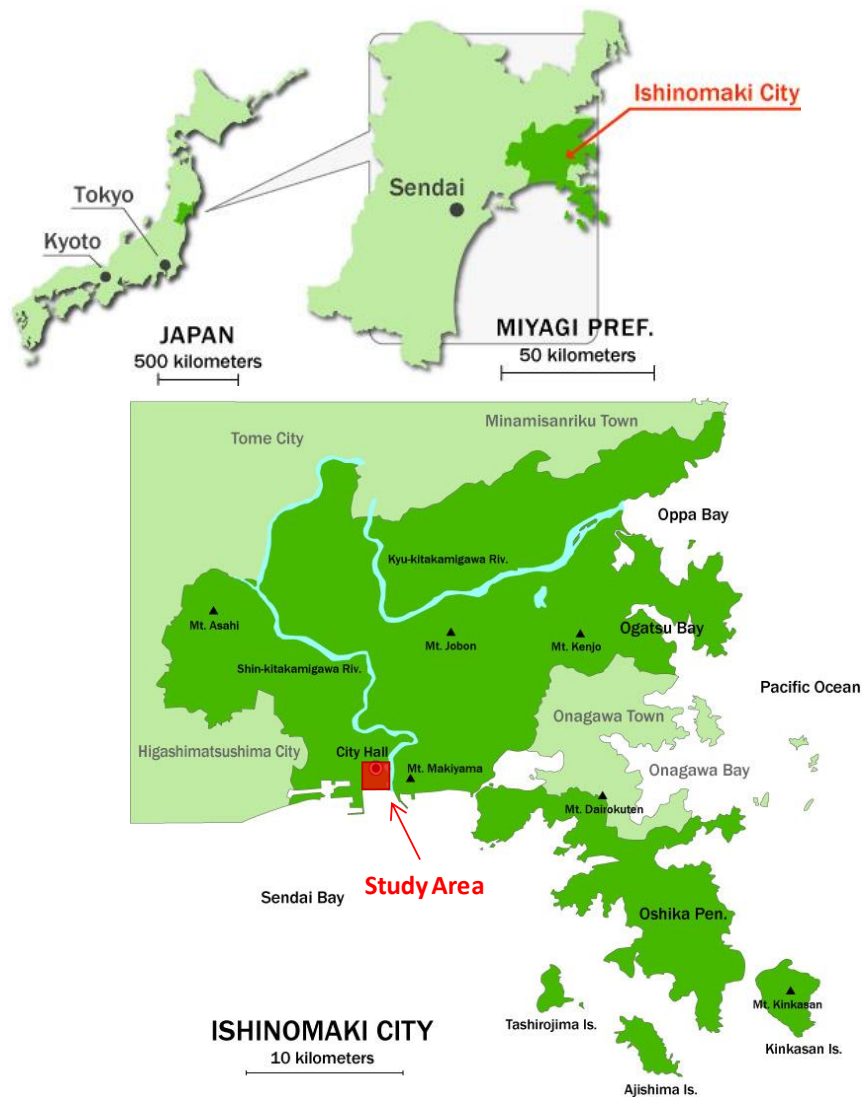 Ishinomaki City
Sendai
Tokyo
Kyoto
JAPAN
500 kilometers
MIYAGI PREF.
50 kilometers
Minamisanriku Town
Tome City
Oppa Bay
Kyu-kitakamigawa Riv.
Mt. Asahi
Mt. Jobon
Mt. Kenjo
Ogatsu Bay
Shin-kitakamigawa Riv.
Pacific Ocean
Onagawa Town
Higashimatsushima City
City Hall
Mt. Makiyama
Onagawa Bay
Mt. Dairokuten
Study Area
Sendai Bay
Oshika Pen.
Mt. Kinkasan
Tashirojima Is.
ISHINOMAKI CITY
Kinkasan Is.
10 kilometers
Ajishima Is.